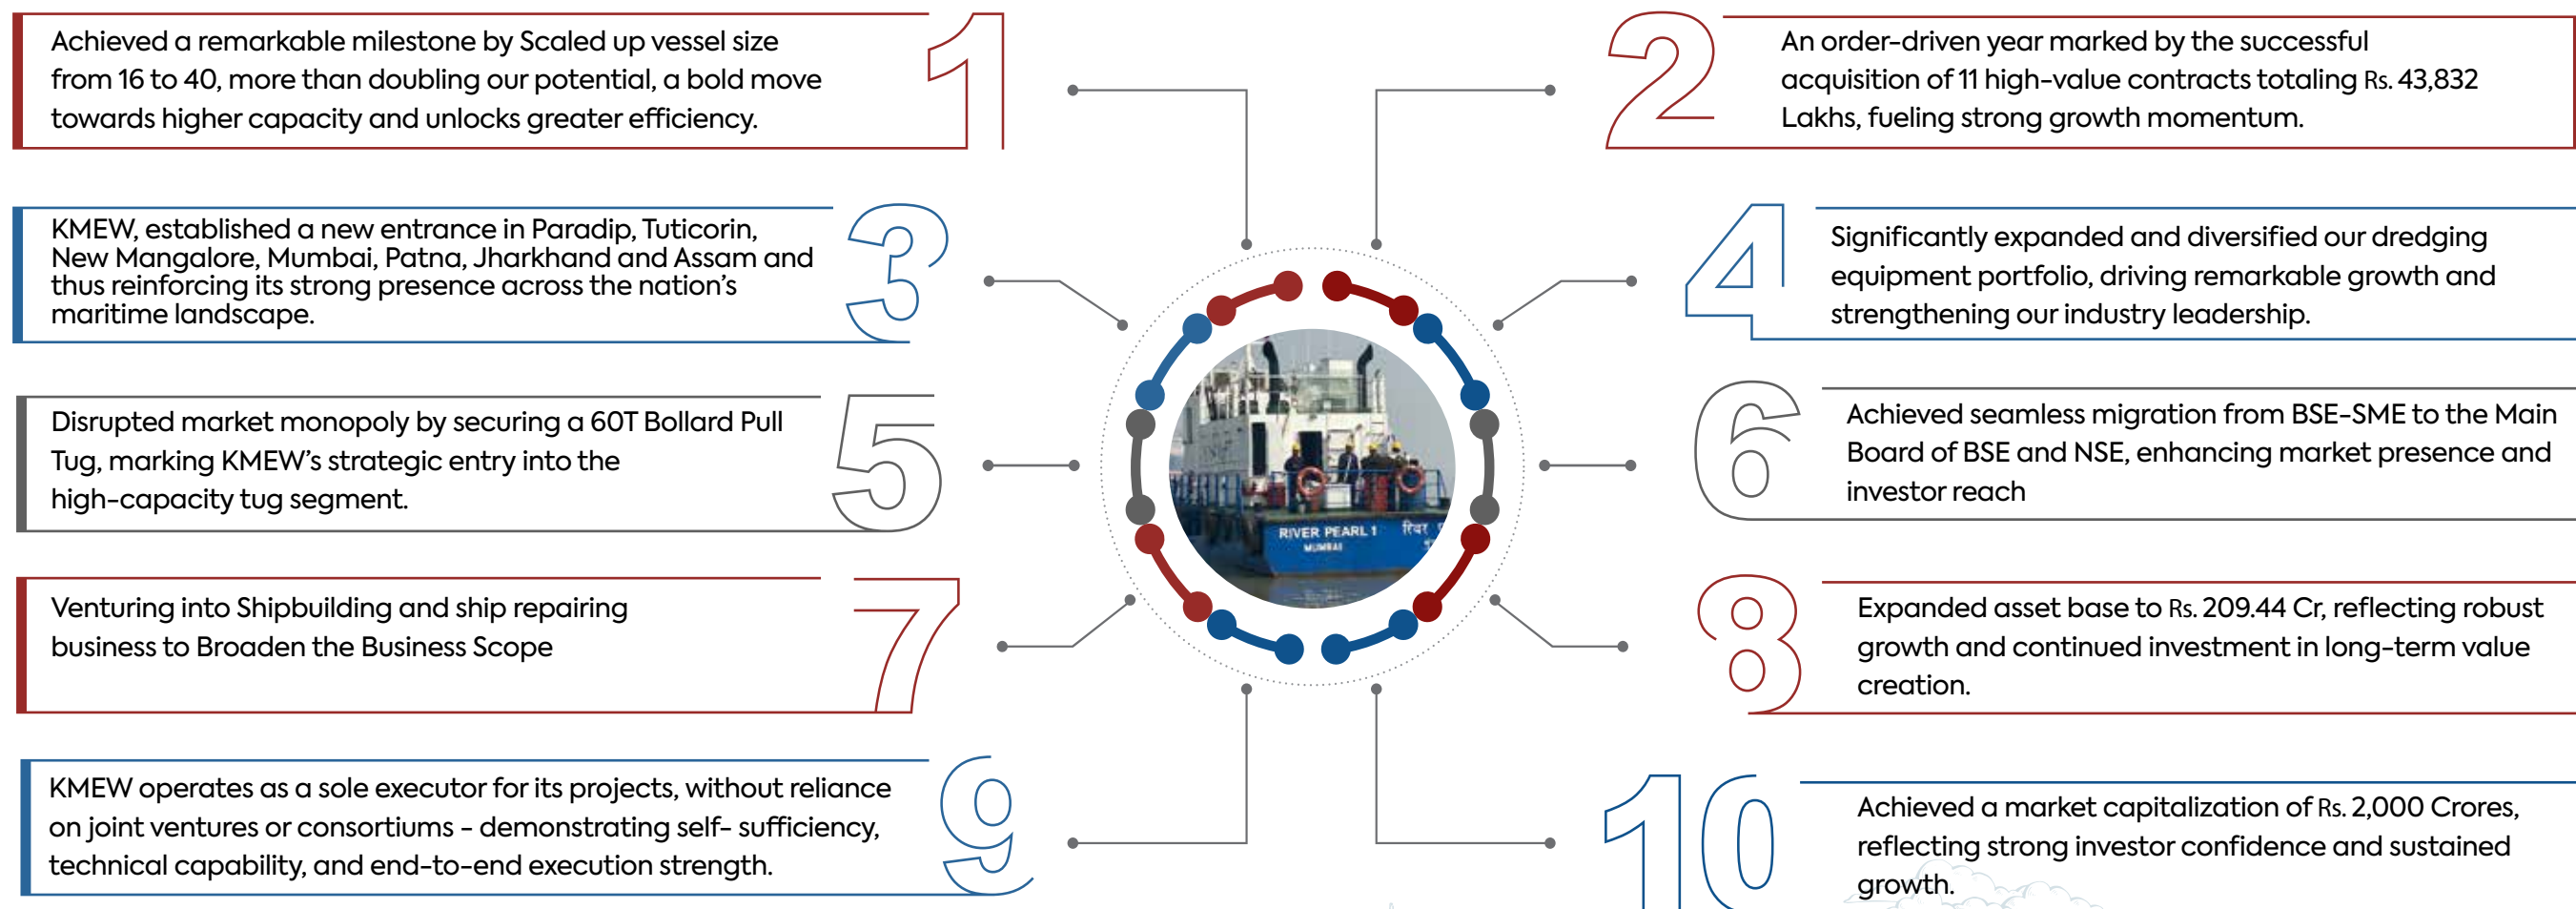 1
Achieved a remarkable milestone by Scaled up vessel size
from 16 to 40, more than doubling our potential, a bold move
towards higher capacity and unlocks greater efficiency.
2
An order-driven year marked by the successful
acquisition of 11 high-value contracts totaling Rs. 43,832
Lakhs, fueling strong growth momentum.
3
KMEW, established a new entrance in Paradip, Tuticorin,
New Mangalore, Mumbai, Patna, Jharkhand and Assam and
thus reinforcing its strong presence across the nation's
maritime landscape.
4
Significantly expanded and diversified our dredging
equipment portfolio, driving remarkable growth and
strengthening our industry leadership.
5
Disrupted market monopoly by securing a 60T Bollard Pull
Tug, marking KMEW's strategic entry into the
high-capacity tug segment.
6
Achieved seamless migration from BSE-SME to the Main
Board of BSE and NSE, enhancing market presence and
investor reach
RIVER PEARL 1 रिवर
MUMBAI
7
Venturing into Shipbuilding and ship repairing
business to Broaden the Business Scope
8
Expanded asset base to Rs. 209.44 Cr, reflecting robust
growth and continued investment in long-term value
creation.
9
KMEW operates as a sole executor for its projects, without reliance
on joint ventures or consortiums - demonstrating self- sufficiency,
technical capability, and end-to-end execution strength.
10
Achieved a market capitalization of Rs. 2,000 Crores,
reflecting strong investor confidence and sustained
growth.